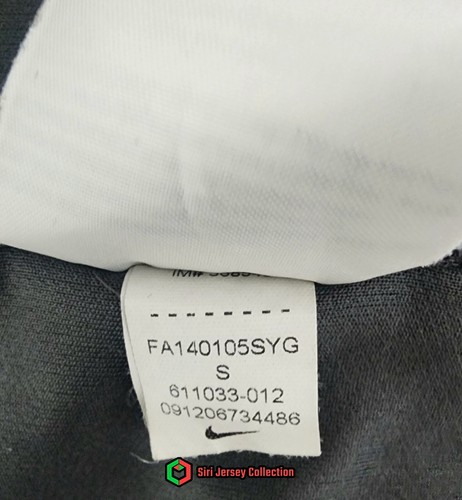 FA140105SYG
S
611033-012
091206734486
Siri Jersey Collection